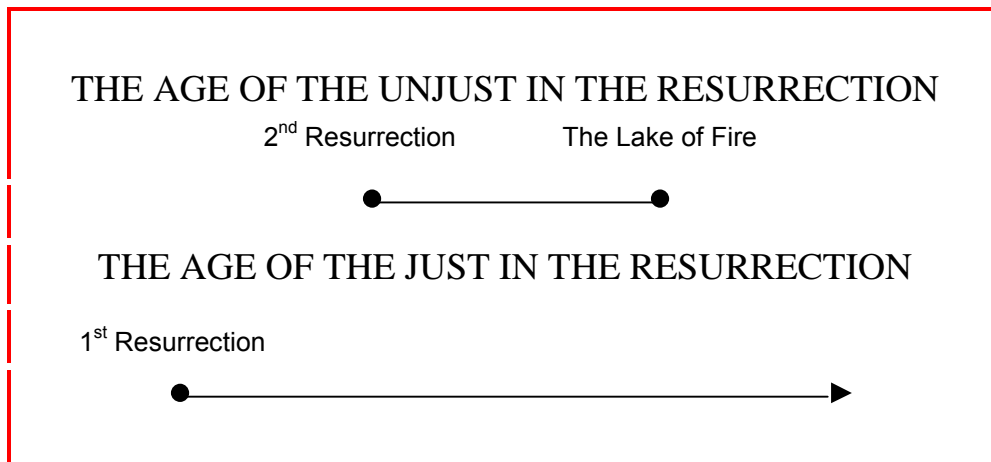 THE AGE OF THE UNJUST IN THE RESURRECTION
2nd Resurrection The Lake of Fire
THE AGE OF THE JUST IN THE RESURRECTION
1st Resurrection